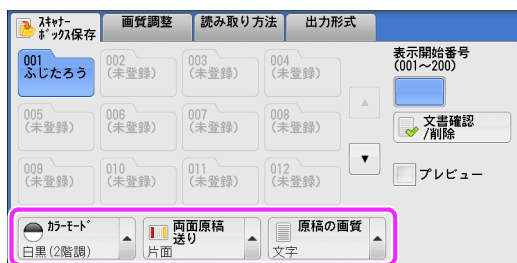 ｽｷｬﾅｰ
ﾎﾞｯｸｽ保存
画質調整
読み取り方法
出力形式
001
ふじたろう
002
(未登録)
003
(未登録)
004
(未登録)
表示開始番号
(001～200)
005
(未登録)
006
(未登録)
007
(未登録)
008
(未登録)
文書確認
/削除
009
(未登録)
010
(未登録)
011
(未登録)
012
(未登録)
プレビュー
ｶﾗｰﾓｰﾄﾞ
白黒(2階調)
両面原稿
送り
片面
原稿の画質
文字